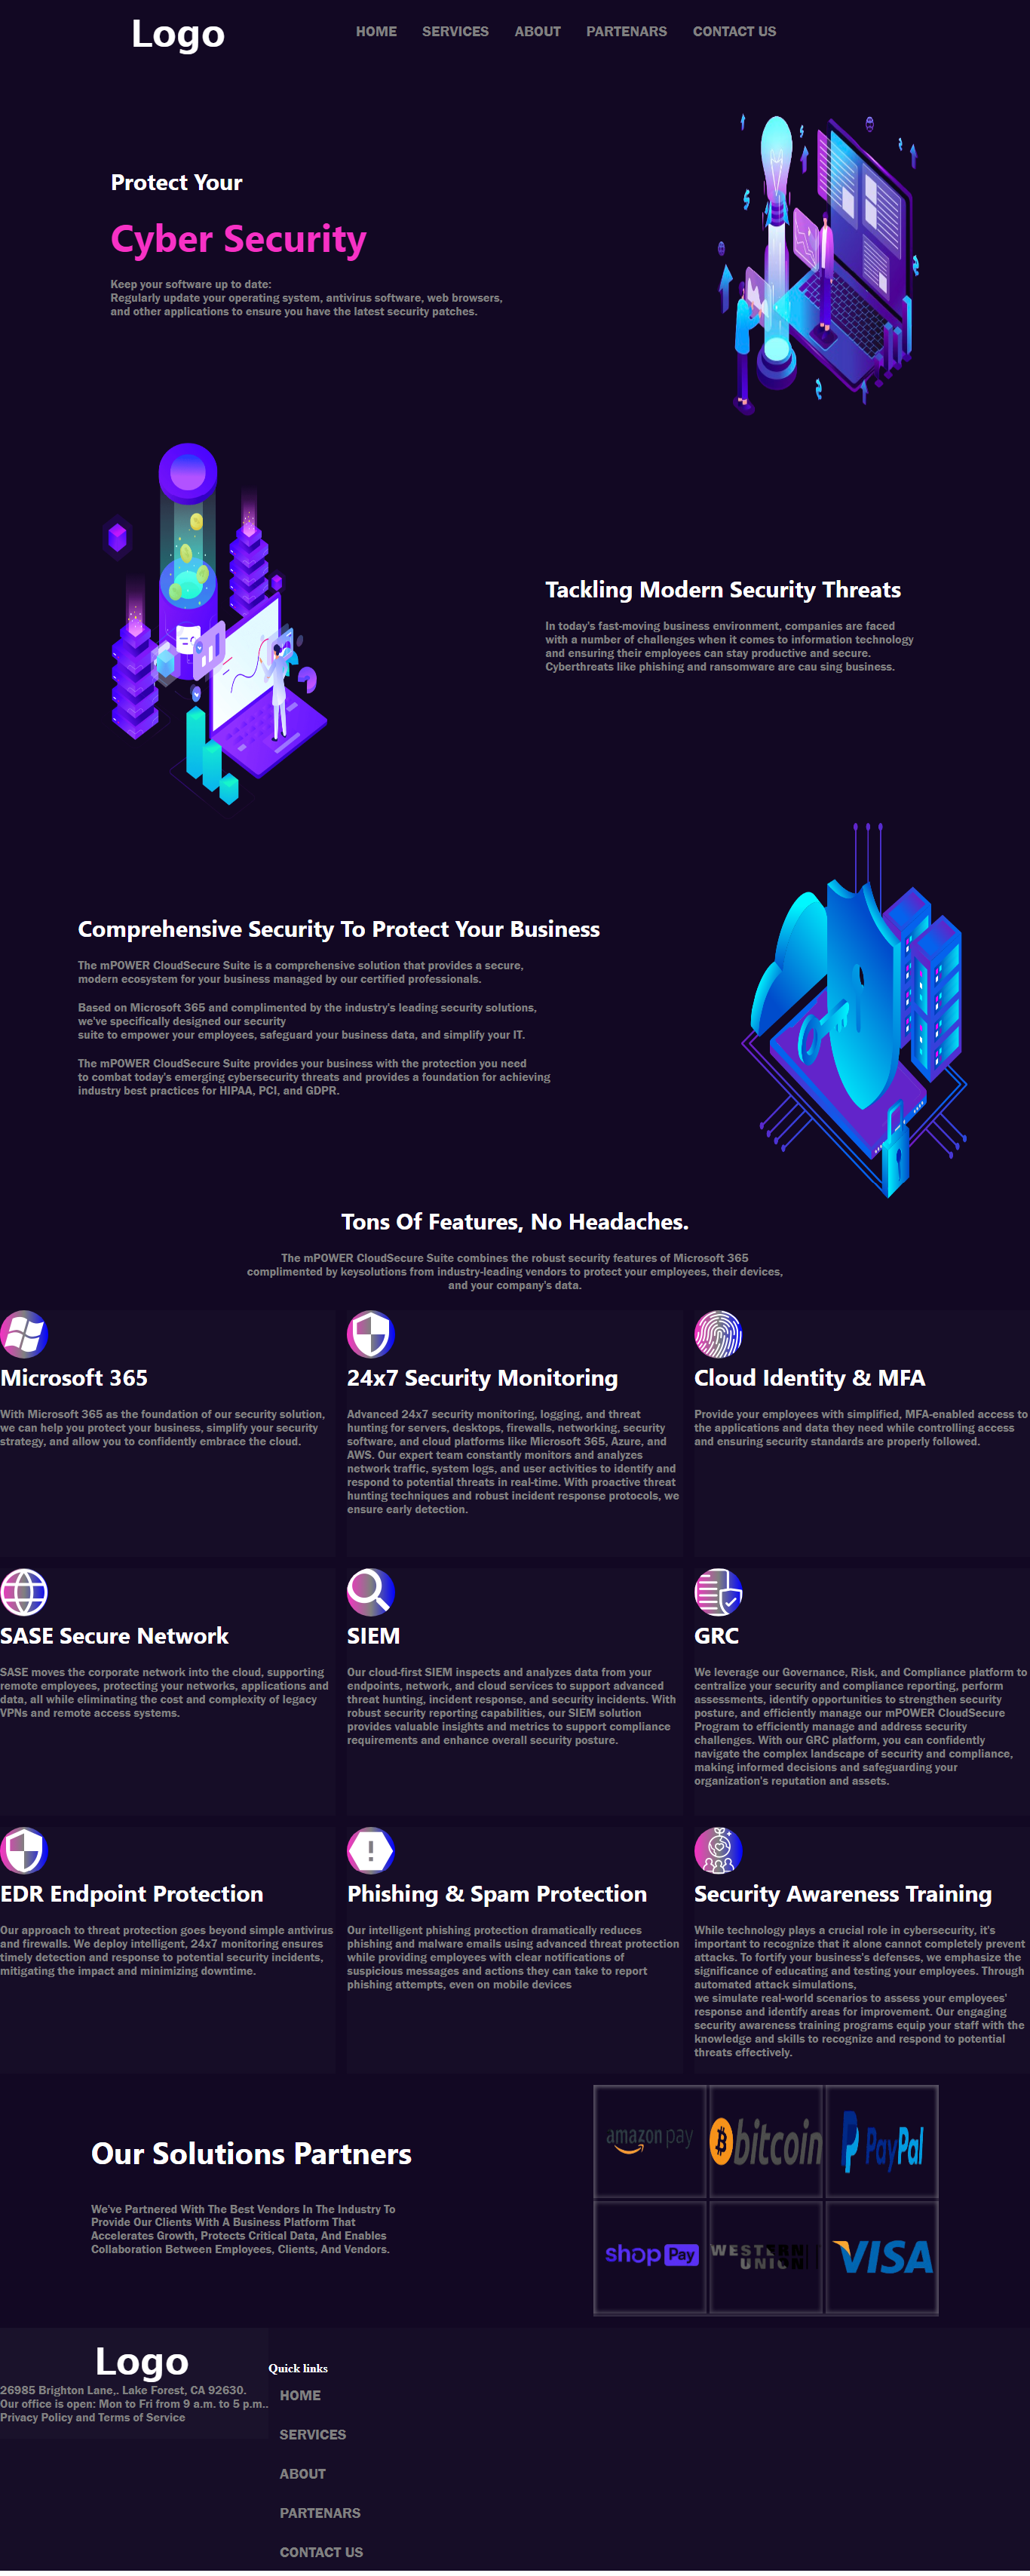 Logo
HOME SERVICES ABOUT PARTENARS CONTACT US
Protect Your
Cyber Security
Keep your software up to date:
Regularly update your operating system, antivirus software, web browsers,
and other applications to ensure you have the latest security patches.
Tackling Modern Security Threats
In today's fast-moving business environment, companies are faced
with a number of challenges when it comes to information technology
and ensuring their employees can stay productive and secure.
Cyberthreats like phishing and ransomware are cau sing business.
Comprehensive Security To Protect Your Business
The mPOWER CloudSecure Suite is a comprehensive solution that provides a secure,
modern ecosystem for your business managed by our certified professionals.
Based on Microsoft 365 and complimented by the industry's leading security solutions,
we've specifically designed our security
suite to empower your employees, safeguard your business data, and simplify your IT.
The mPOWER CloudSecure Suite provides your business with the protection you need
to combat today's emerging cybersecurity threats and provides a foundation for achieving
industry best practices for HIPAA, PCI, and GDPR.
Tons Of Features, No Headaches.
The mPOWER CloudSecure Suite combines the robust security features of Microsoft 365
complimented by keysolutions from industry-leading vendors to protect your employees, their devices,
and your company's data.
Microsoft 365
With Microsoft 365 as the foundation of our security solution,
we can help you protect your business, simplify your security
strategy, and allow you to confidently embrace the cloud.
24x7 Security Monitoring
Advanced 24x7 security monitoring, logging, and threat
hunting for servers, desktops, firewalls, networking, security
software, and cloud platforms like Microsoft 365, Azure, and
AWS. Our expert team constantly monitors and analyzes
network traffic, system logs, and user activities to identify and
respond to potential threats in real-time. With proactive threat
hunting techniques and robust incident response protocols, we
ensure early detection.
Cloud Identity & MFA
Provide your employees with simplified, MFA-enabled access to
the applications and data they need while controlling access
and ensuring security standards are properly followed.
SASE Secure Network
SASE moves the corporate network into the cloud, supporting
remote employees, protecting your networks, applications and
data, all while eliminating the cost and complexity of legacy
VPNs and remote access systems.
SIEM
Our cloud-first SIEM inspects and analyzes data from your
endpoints, network, and cloud services to support advanced
threat hunting, incident response, and security incidents. With
robust security reporting capabilities, our SIEM solution
provides valuable insights and metrics to support compliance
requirements and enhance overall security posture.
GRC
We leverage our Governance, Risk, and Compliance platform to
centralize your security and compliance reporting, perform
assessments, identify opportunities to strengthen security
posture, and efficiently manage our mPOWER CloudSecure
Program to efficiently manage and address security
challenges. With our GRC platform, you can confidently
navigate the complex landscape of security and compliance,
making informed decisions and safeguarding your
organization's reputation and assets.
EDR Endpoint Protection
Our approach to threat protection goes beyond simple antivirus
and firewalls. We deploy intelligent, 24x7 monitoring ensures
timely detection and response to potential security incidents,
mitigating the impact and minimizing downtime.
Phishing & Spam Protection
Our intelligent phishing protection dramatically reduces
phishing and malware emails using advanced threat protection
while providing employees with clear notifications of
suspicious messages and actions they can take to report
phishing attempts, even on mobile devices
Security Awareness Training
While technology plays a crucial role in cybersecurity, it's
important to recognize that it alone cannot completely prevent
attacks. To fortify your business's defenses, we emphasize the
significance of educating and testing your employees. Through
automated attack simulations,
we simulate real-world scenarios to assess your employees'
response and identify areas for improvement. Our engaging
security awareness training programs equip your staff with the
knowledge and skills to recognize and respond to potential
threats effectively.
Our Solutions Partners
We've Partnered With The Best Vendors In The Industry To
Provide Our Clients With A Business Platform That
Accelerates Growth, Protects Critical Data, And Enables
Collaboration Between Employees, Clients, And Vendors.
amazon pay
bitcoin
PayPal
shop Pay
WESTERN
UNION
VISA
Logo
26985 Brighton Lane,. Lake Forest, CA 92630.
Our office is open: Mon to Fri from 9 a.m. to 5 p.m..
Privacy Policy and Terms of Service
Quick links
HOME
SERVICES
ABOUT
PARTENARS
CONTACT US